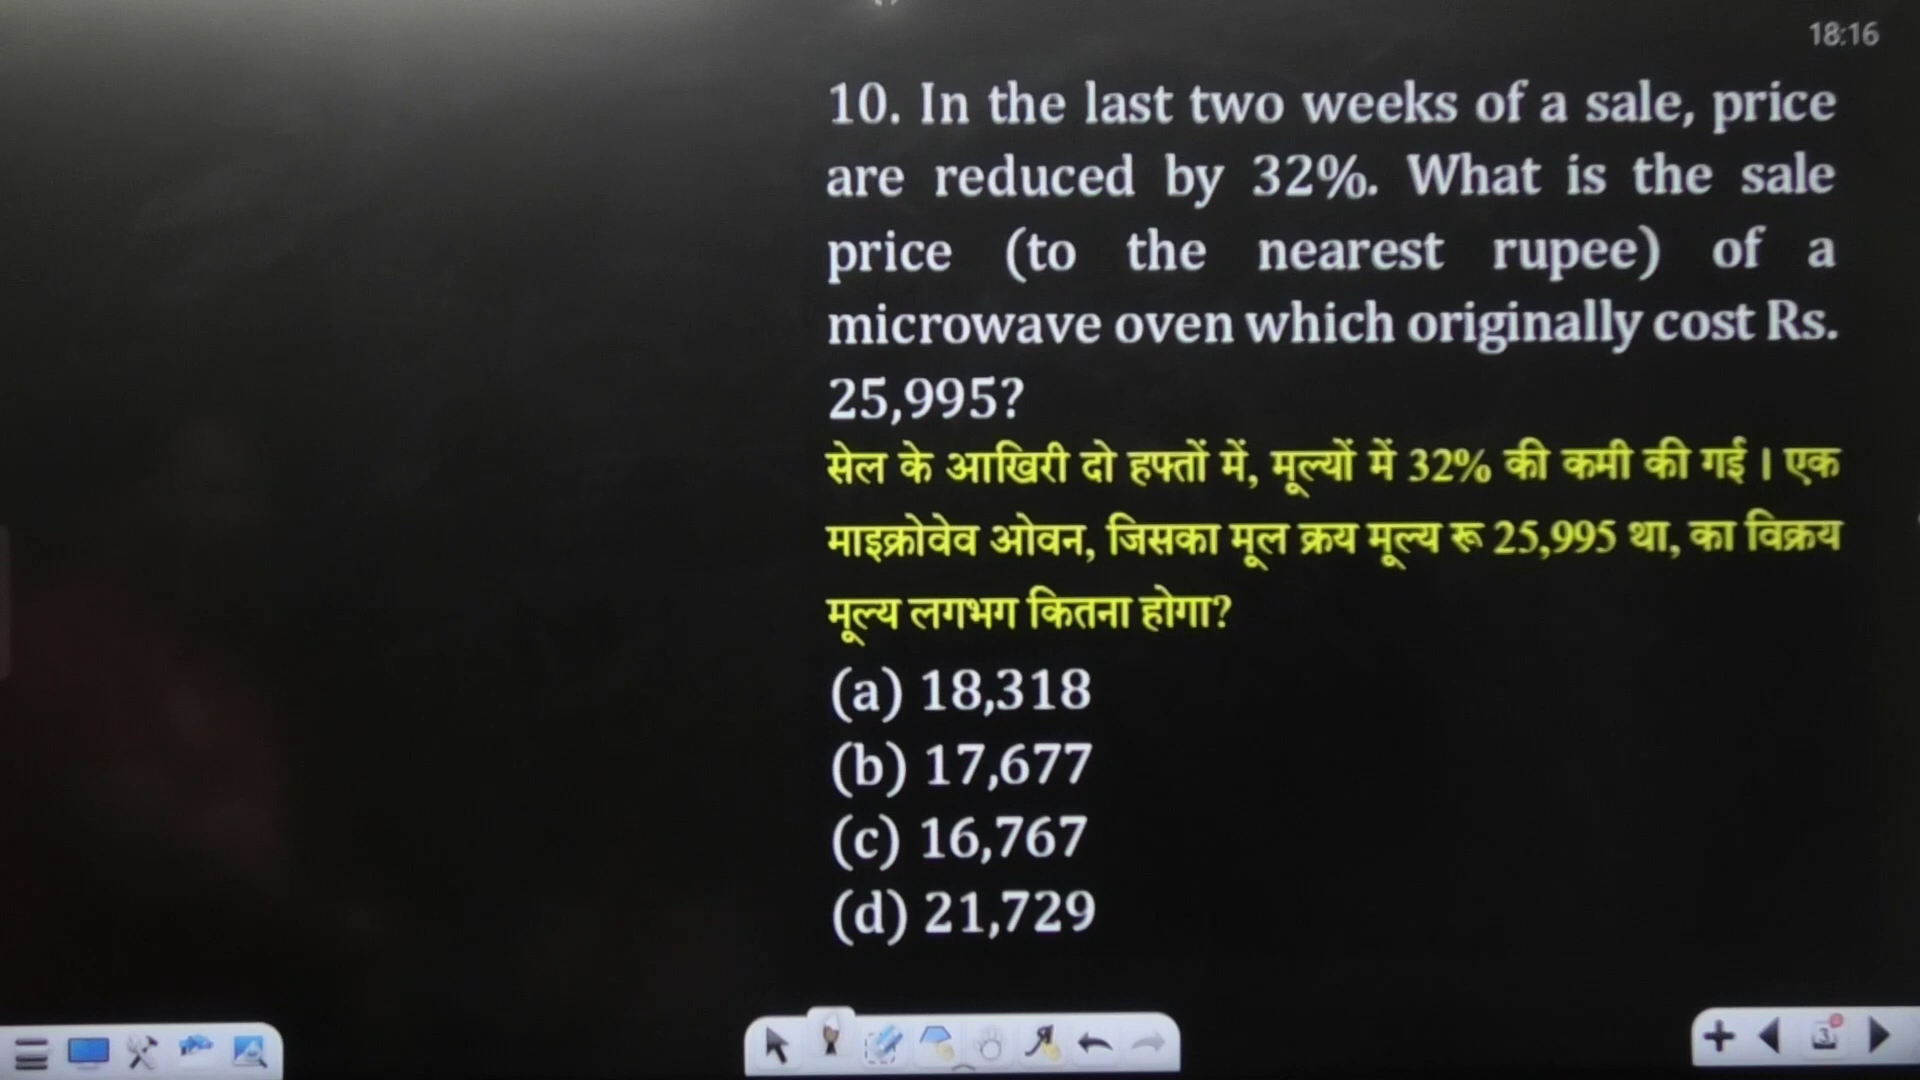 18:16
10. In the last two weeks of a sale, price
are reduced by 32%. What is the sale
price (to the nearest rupee) of a
microwave oven which originally cost Rs.
25,995?
सेल के आखिरी दो हफ्तों में, मूल्यों में 32% की कमी की गई । एक
माइक्रोवेव ओवन, जिसका मूल क्रय मूल्य रू 25,995 था, का विक्रय
मूल्य लगभग कितना होगा?
(a) 18,318
(b) 17,677
(c) 16,767
(d) 21,729
3